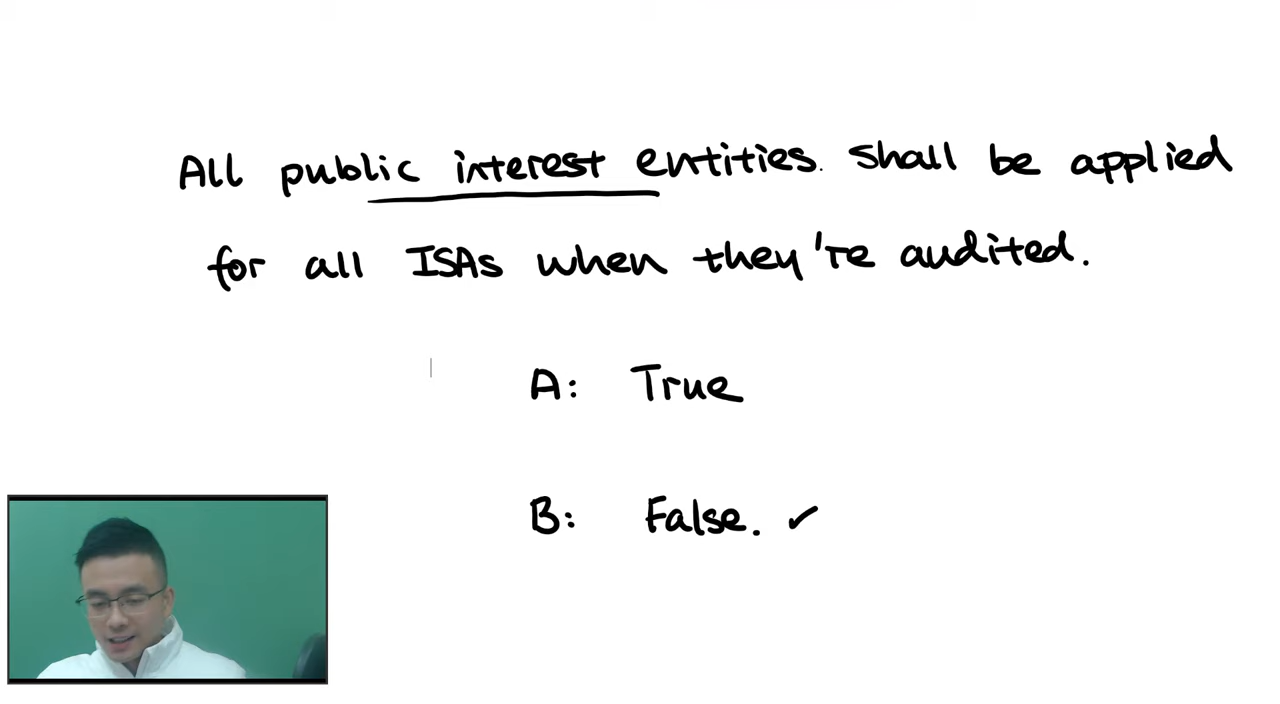 All public interest entities. Shall be applied
for all ISAs when they're audited.
A: True
B: False. ✓